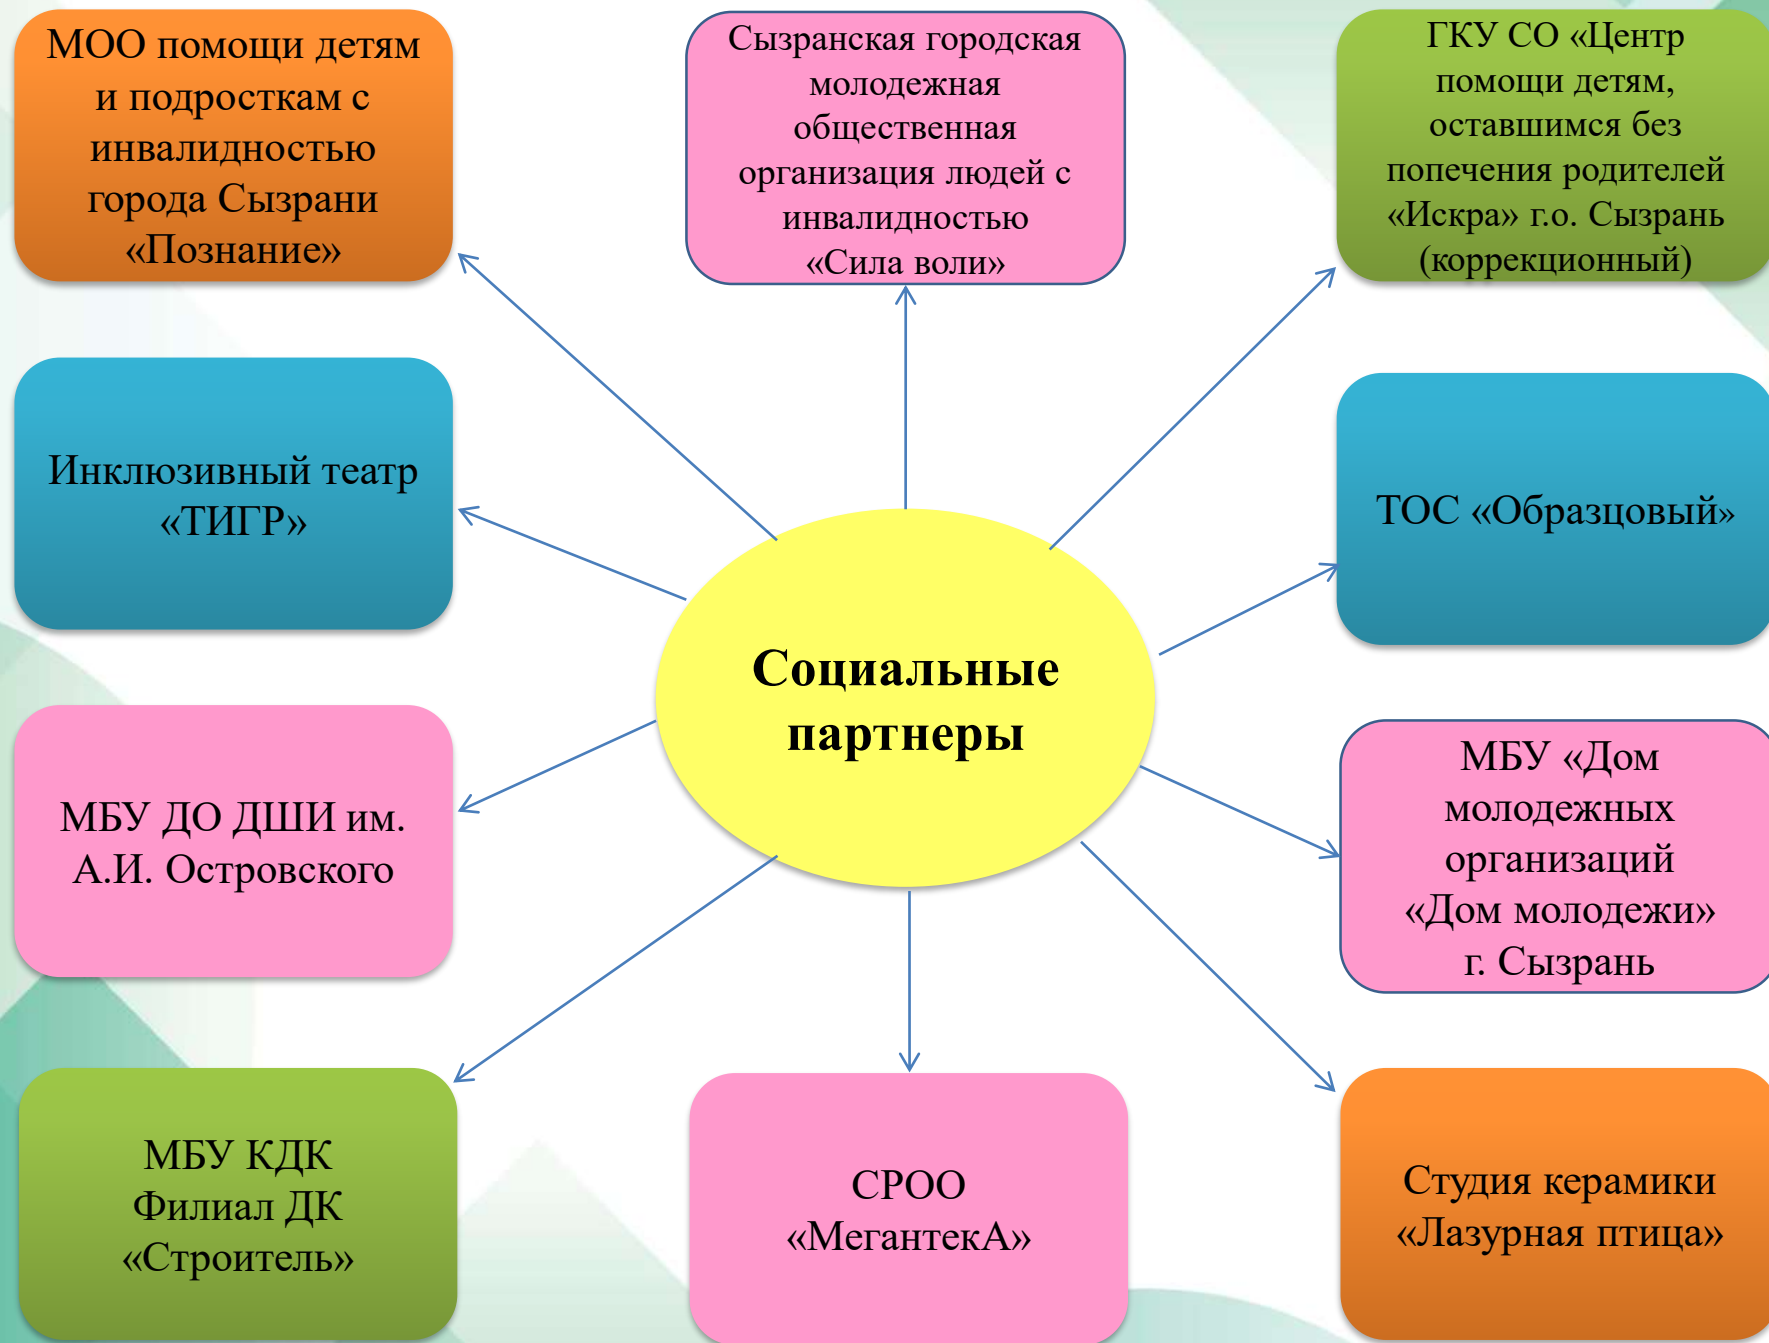 МОО помощи детям
и подросткам с
инвалидностью
города Сызрани
«Познание»
Сызранская городская
молодежная
общественная
организация людей с
инвалидностью
«Сила воли»
ГКУ СО «Центр
помощи детям,
оставшимся без
попечения родителей
«Искра» г.о. Сызрань
(коррекционный)
Инклюзивный театр
«ТИГР»
ТОС «Образцовый»
Социальные
партнеры
МБУ ДО ДШИ им.
А.И. Островского
МБУ «Дом
молодежных
организаций
«Дом молодежи»
г. Сызрань
МБУ КДК
Филиал ДК
«Строитель»
СРОО
«МегантекА»
Студия керамики
«Лазурная птица»